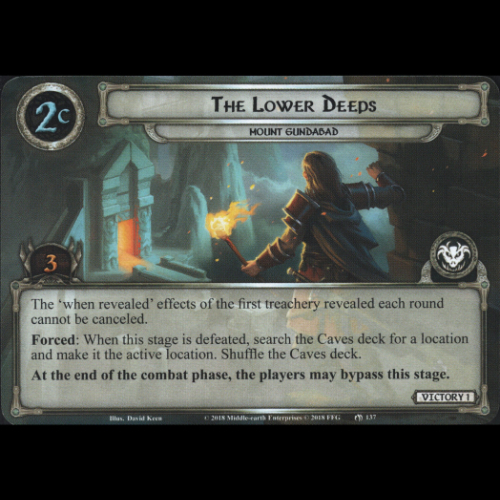 2C
THE LOWER DEEPS
MOUNT GUNDABAD
3
The ‘when revealed’ effects of the first treachery revealed each round
cannot be canceled.
Forced: When this stage is defeated, search the Caves deck for a location
and make it the active location. Shuffle the Caves deck.
At the end of the combat phase, the players may bypass this stage.
VICTORY 1
Illus. David Keen
© 2018 Middle-earth Enterprises © 2018 FFG
137